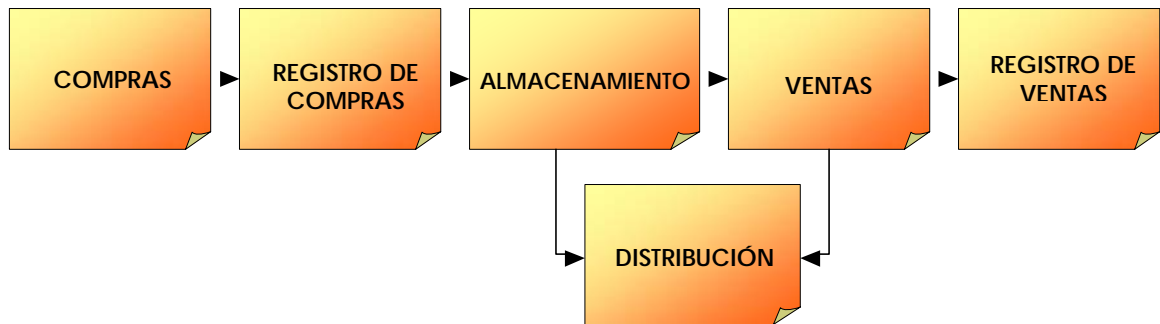 COMPRAS
REGISTRO DE
COMPRAS
ALMACENAMIENTO
VENTAS
REGISTRO DE
VENTAS
DISTRIBUCIÓN